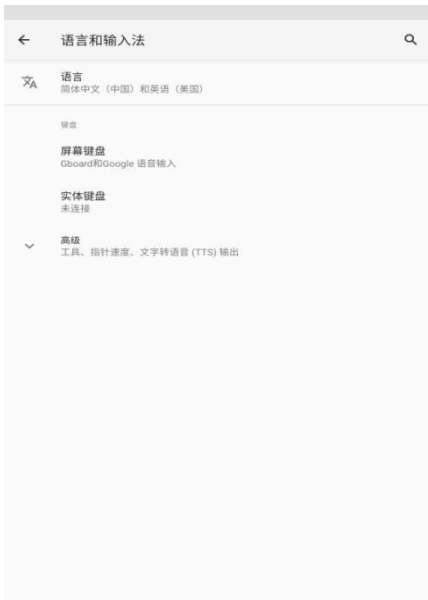 语言和输入法
语言
简体中文（中国）和英语（美国）
键盘
屏幕键盘
Gboard和Google 语音输入
实体键盘
未连接
高级
工具、指针速度、文字转语音 (TTS) 输出